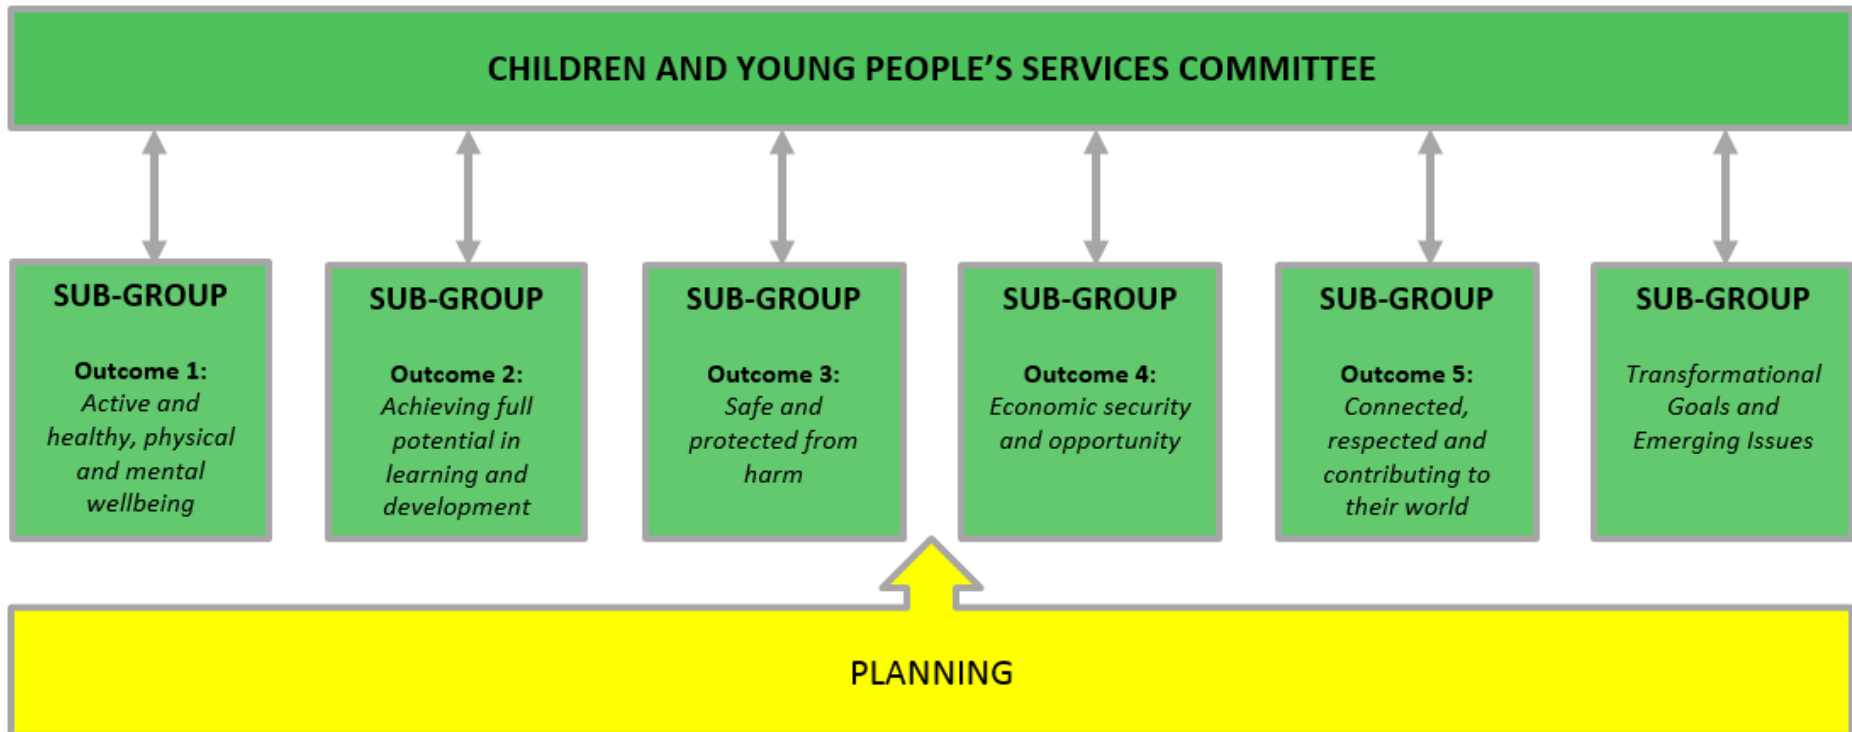 CHILDREN AND YOUNG PEOPLE’S SERVICES COMMITTEE
SUB-GROUP
Outcome 1:
Active and
healthy, physical
and mental
wellbeing
SUB-GROUP
Outcome 2:
Achieving full
potential in
learning and
development
SUB-GROUP
Outcome 3:
Safe and
protected from
harm
SUB-GROUP
Outcome 4:
Economic security
and opportunity
SUB-GROUP
Outcome 5:
Connected,
respected and
contributing to
their world
SUB-GROUP
Transformational
Goals and
Emerging Issues
PLANNING